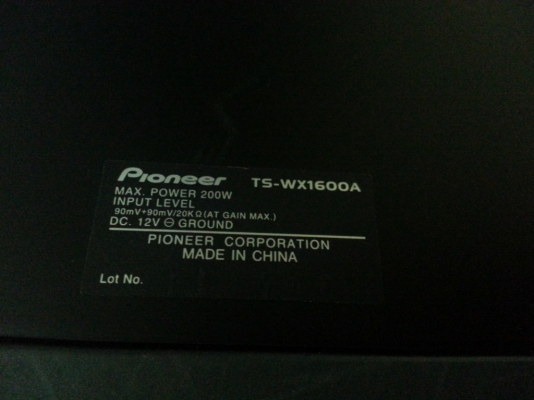 Pioneer TS-WX1600A
MAX. POWER 200W
INPUT LEVEL
90mV+90mV/20KΩ(AT GAIN MAX.)
DC. 12V ⊖ GROUND
PIONEER CORPORATION
MADE IN CHINA
Lot No.